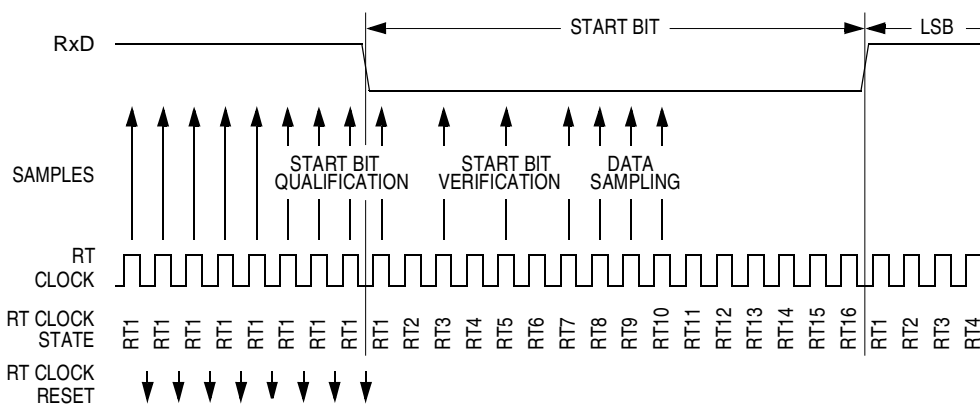 START BIT LSB
RxD
SAMPLES
START BIT
QUALIFICATION
START BIT
VERIFICATION
DATA
SAMPLING
RT
CLOCK
RT CLOCK
STATE
RT1 RT1 RT1 RT1 RT1 RT1 RT1 RT1 RT1 RT2 RT3 RT4 RT5 RT6 RT7 RT8 RT9 RT10 RT11 RT12 RT13 RT14 RT15 RT16 RT1 RT2 RT3 RT4
RT CLOCK
RESET